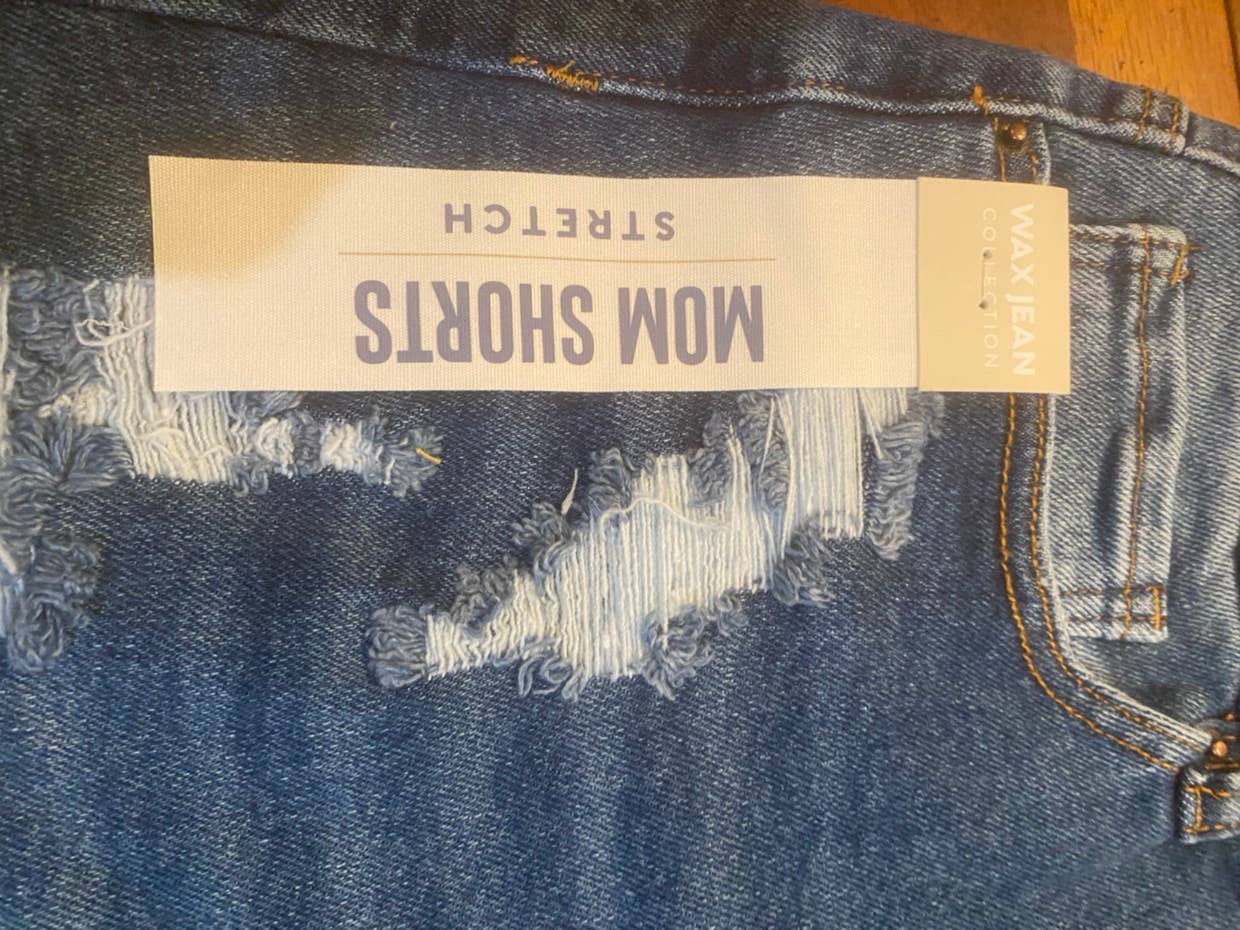 MOM SHORTS
STRETCH
WAX JEAN
COLLECTION